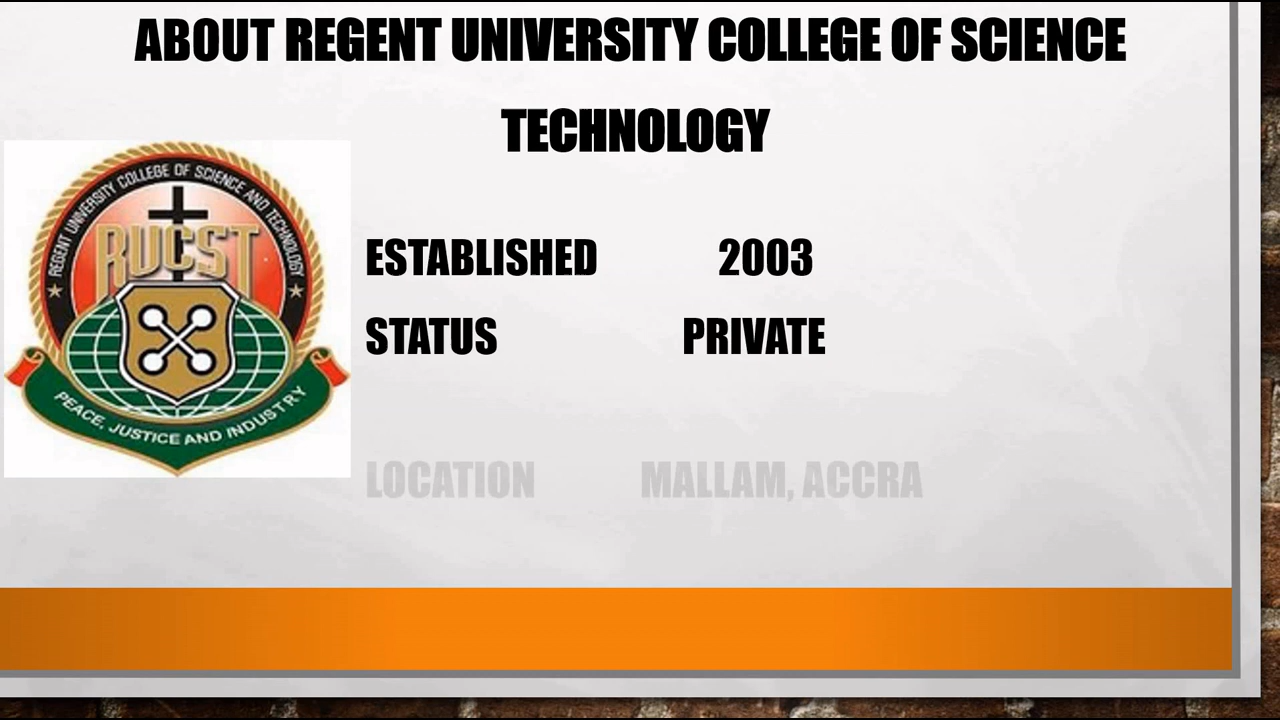 ABOUT REGENT UNIVERSITY COLLEGE OF SCIENCE
TECHNOLOGY
REGENT UNIVERSITY COLLEGE OF SCIENCE AND TECHNOLOGY
RUCST
PEACE, JUSTICE AND INDUSTRY
ESTABLISHED 2003
STATUS PRIVATE
LOCATION MALLAM, ACCRA